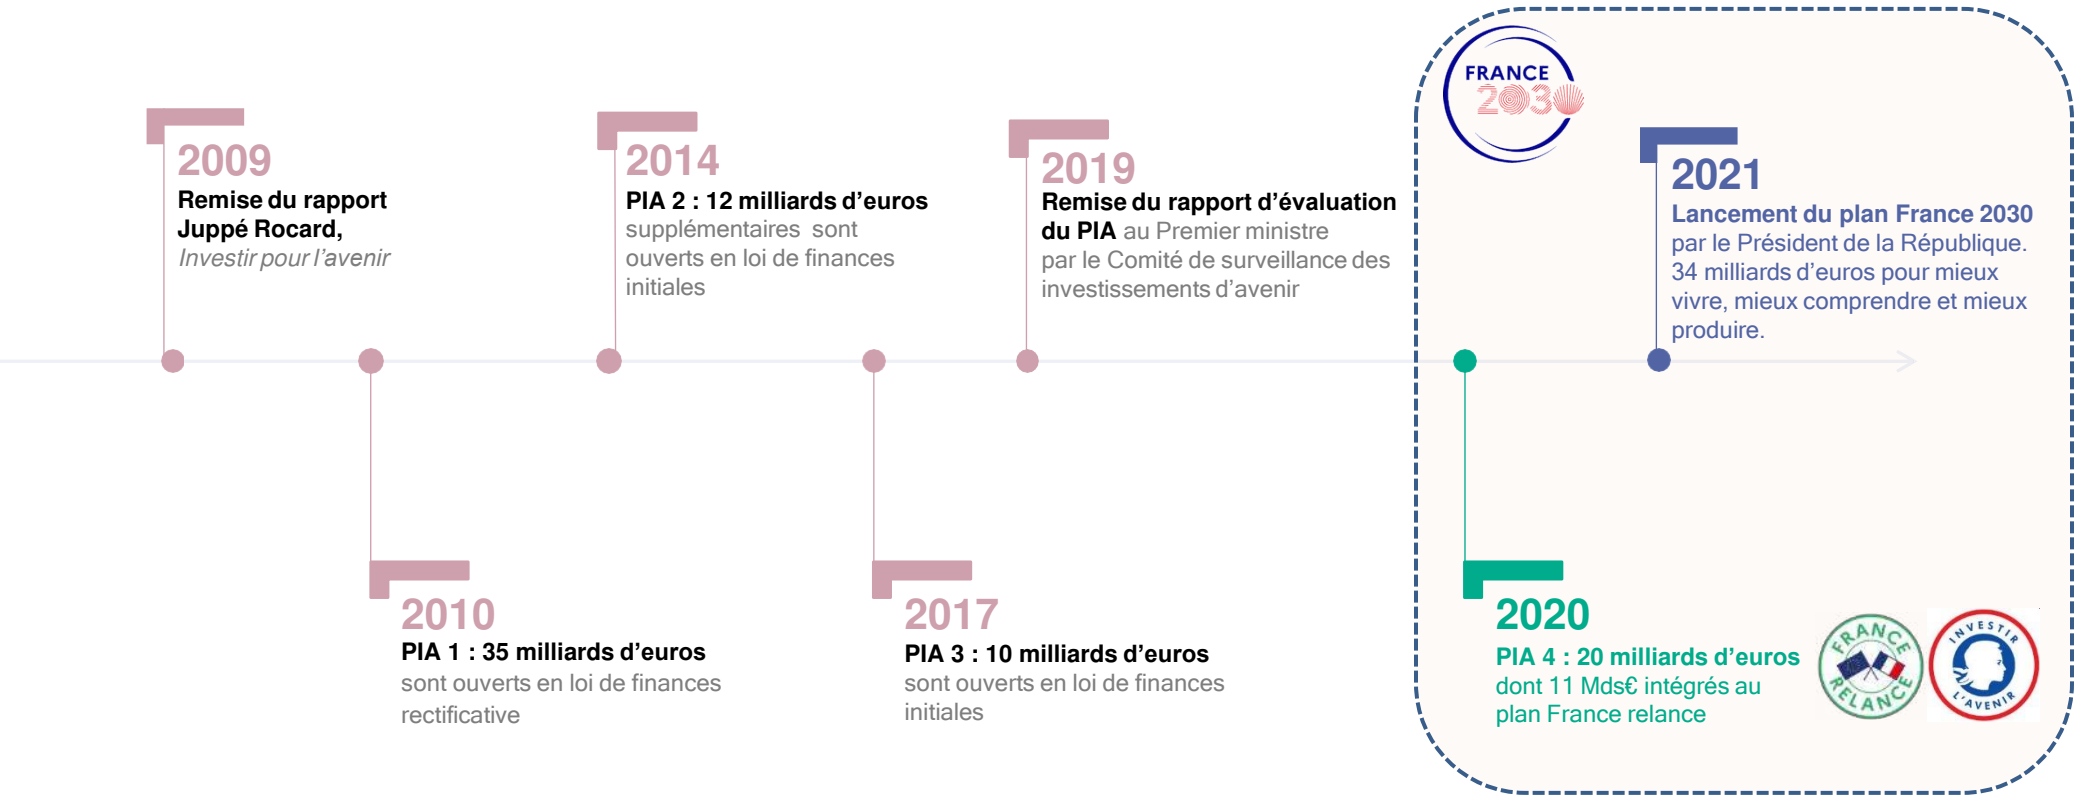 2009
Remise du rapport
Juppé Rocard,
Investir pour l'avenir
2010
PIA 1 : 35 milliards d'euros
sont ouverts en loi de finances
rectificative
2014
PIA 2 : 12 milliards d'euros
supplémentaires sont
ouverts en loi de finances
initiales
2017
PIA 3 : 10 milliards d'euros
sont ouverts en loi de finances
initiales
2019
Remise du rapport d'évaluation
du PIA au Premier ministre
par le Comité de surveillance des
investissements d'avenir
FRANCE
2030
2020
PIA 4 : 20 milliards d'euros
dont 11 Mds€ intégrés au
plan France relance
FRANCE
RELANCE
INVESTIR
L'AVENIR
2021
Lancement du plan France 2030
par le Président de la République.
34 milliards d'euros pour mieux
vivre, mieux comprendre et mieux
produire.